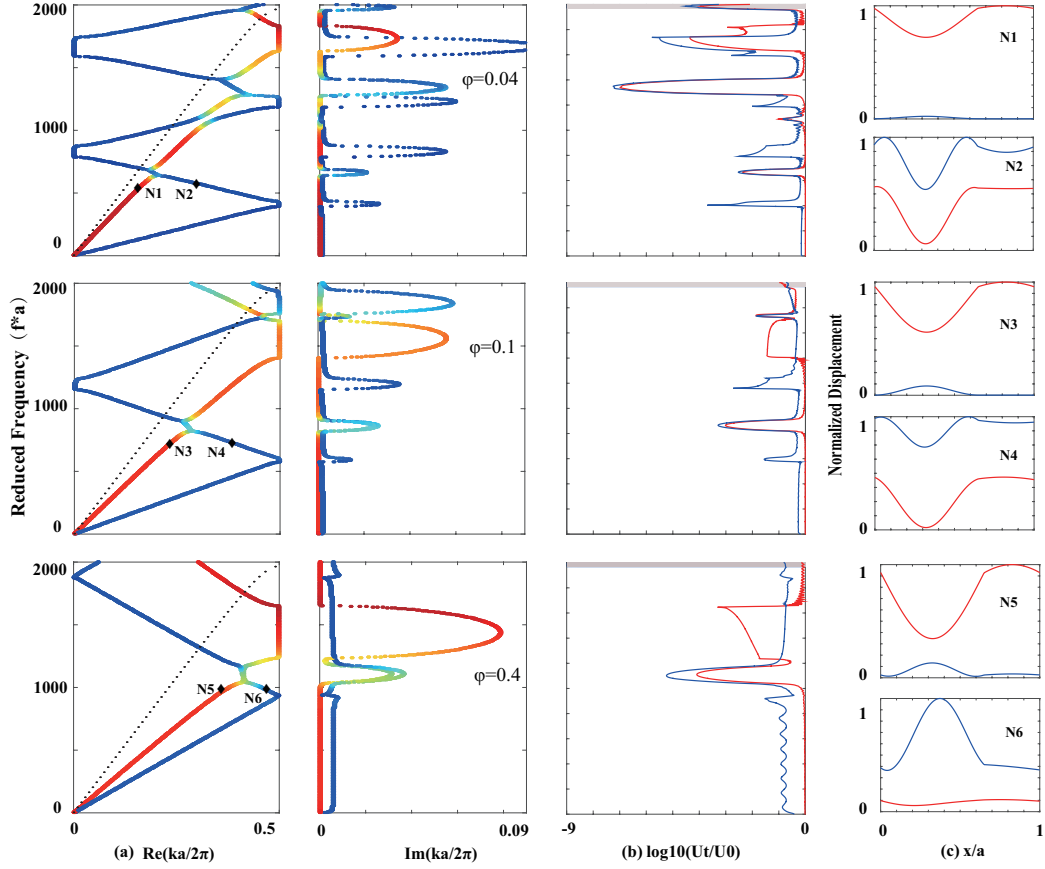 2000
1000
0
N1
N2
φ=0.04
1
N1
0
1
N2
0
2000
1000
0
N3
N4
φ=0.1
1
N3
0
1
N4
0
2000
1000
0
N5
N6
φ=0.4
1
N5
0
1
N6
0
Reduced Frequency (f*a)
Normalized Displacement
0
0.5
0
0.09
-9
0
0
1
(a) Re(ka/2π)
Im(ka/2π)
(b) log10(Ut/U0)
(c) x/a